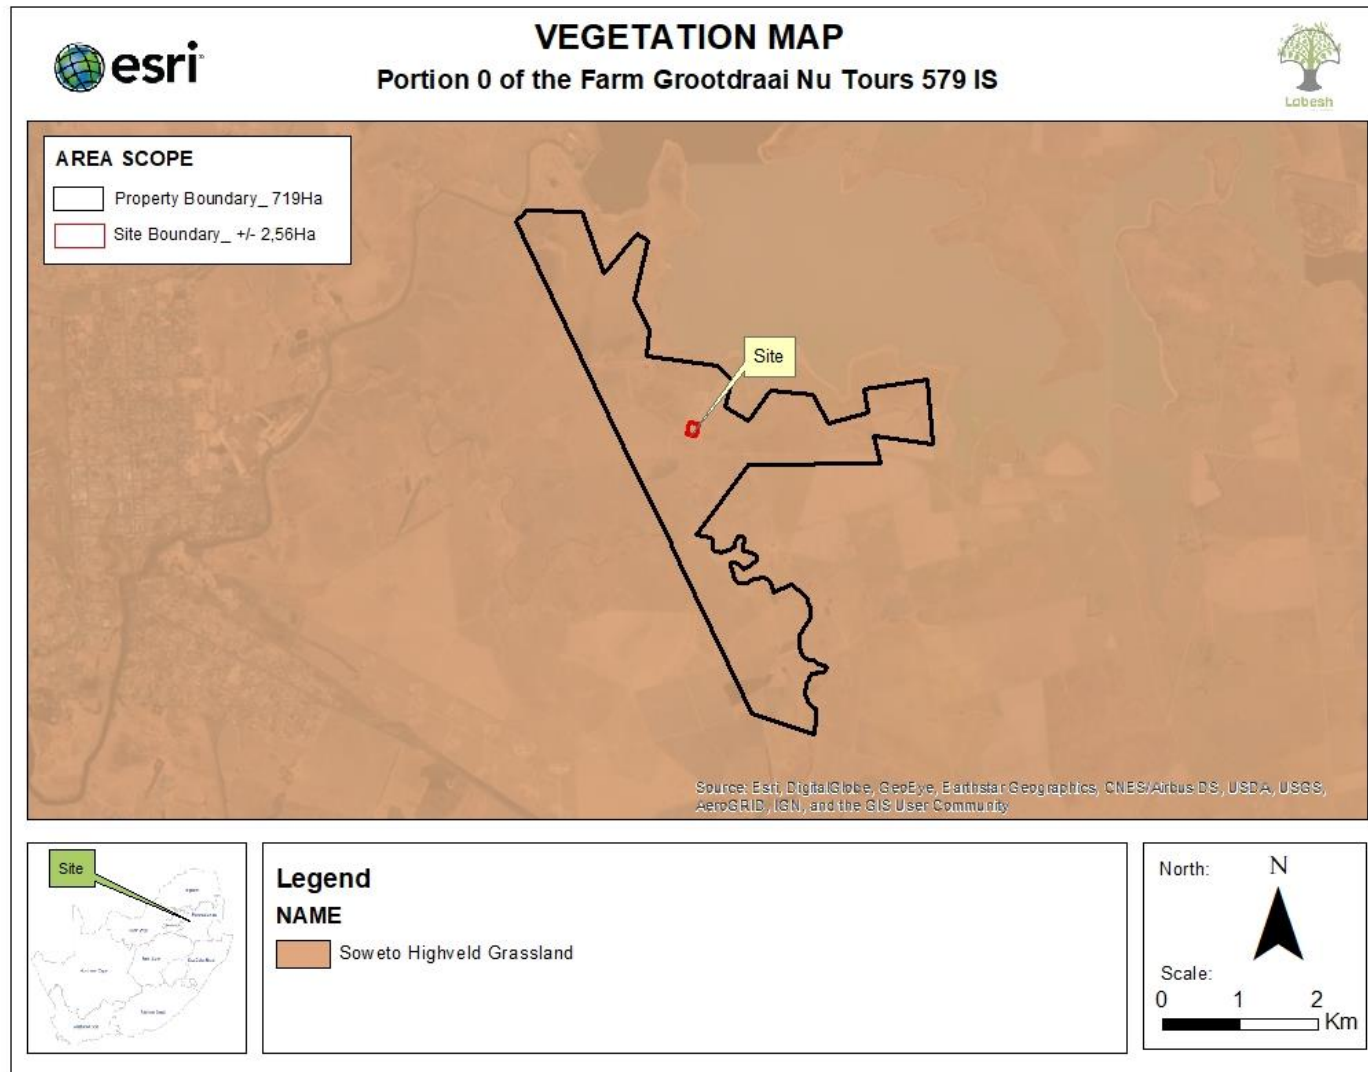 esri
VEGETATION MAP
Portion 0 of the Farm Grootdraai Nu Tours 579 IS
Labesh
AREA SCOPE
Property Boundary_ 719Ha
Site Boundary_ +/- 2,56Ha
Site
Source: Esri, DigitalGlobe, GeoEye, Earthstar Geographics, CNES/Airbus DS, USDA, USGS,
AeroGRID, IGN, and the GIS User Community
Site
Legend
NAME
Soweto Highveld Grassland
North:
N
Scale:
0 1 2
Km